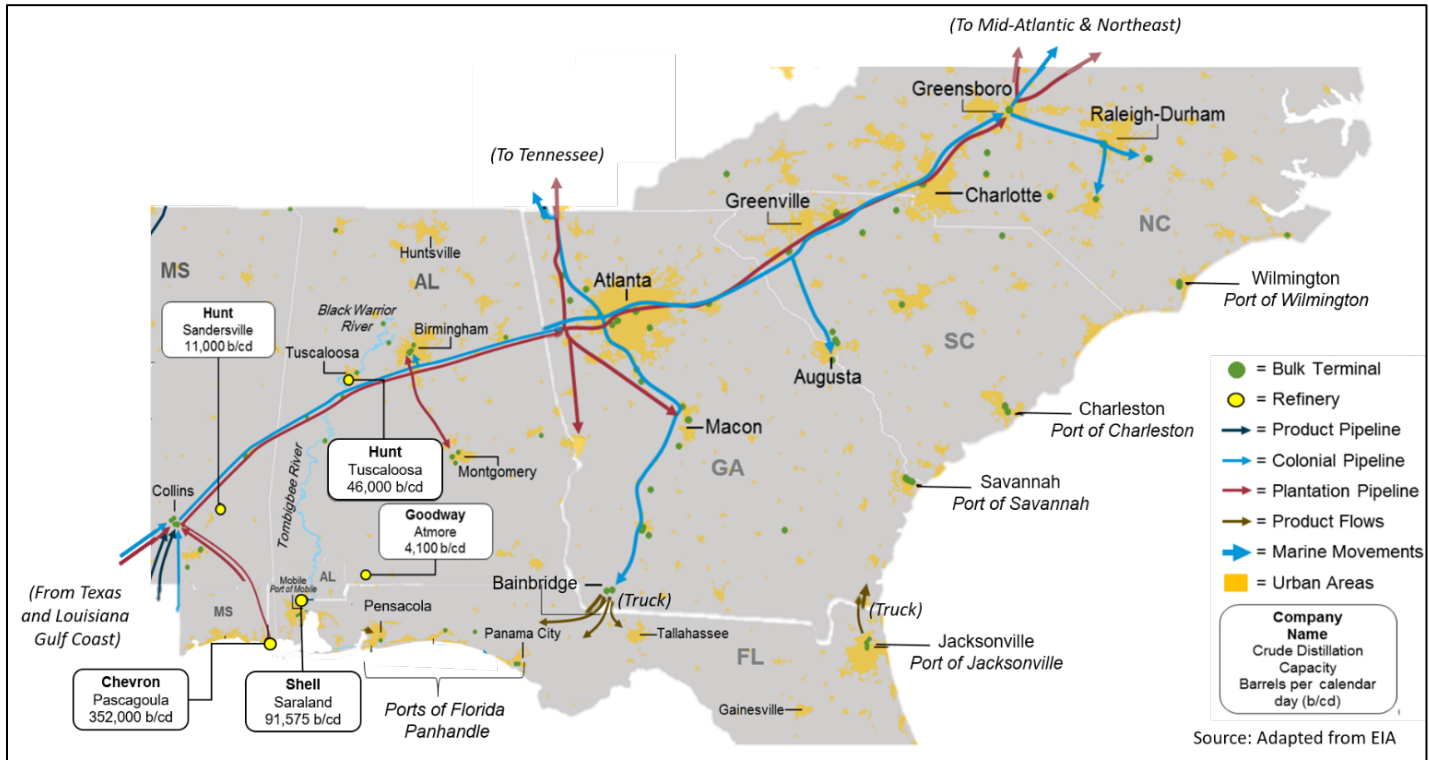 (To Mid-Atlantic & Northeast)
Greensboro
Raleigh-Durham
(To Tennessee)
Charlotte
Greenville
NC
Huntsville
MS
AL
Atlanta
Wilmington
Port of Wilmington
Hunt
Sandersville
11,000 b/cd
Black Warrior
River
Birmingham
Tuscaloosa
SC
Augusta
Charleston
Port of Charleston
Macon
GA
Hunt
Tuscaloosa
46,000 b/cd
Montgomery
Savannah
Port of Savannah
Collins
Tombigbee River
Goodway
Atmore
4,100 b/cd
(From Texas
and Louisiana
Gulf Coast)
MS
Mobile
Port of Mobile
AL
Pensacola
Bainbridge
(Truck)
Panama City
Tallahassee
(Truck)
Jacksonville
Port of Jacksonville
FL
Gainesville
Chevron
Pascagoula
352,000 b/cd
Shell
Saraland
91,575 b/cd
Ports of Florida
Panhandle
= Bulk Terminal
= Refinery
= Product Pipeline
= Colonial Pipeline
= Plantation Pipeline
= Product Flows
= Marine Movements
= Urban Areas
Company
Name
Crude Distillation
Capacity
Barrels per calendar
day (b/cd)
Source: Adapted from EIA